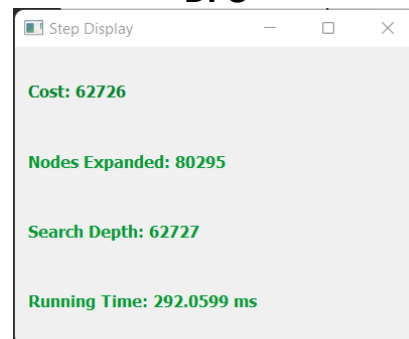 Step Display
Cost: 62726
Nodes Expanded: 80295
Search Depth: 62727
Running Time: 292.0599 ms